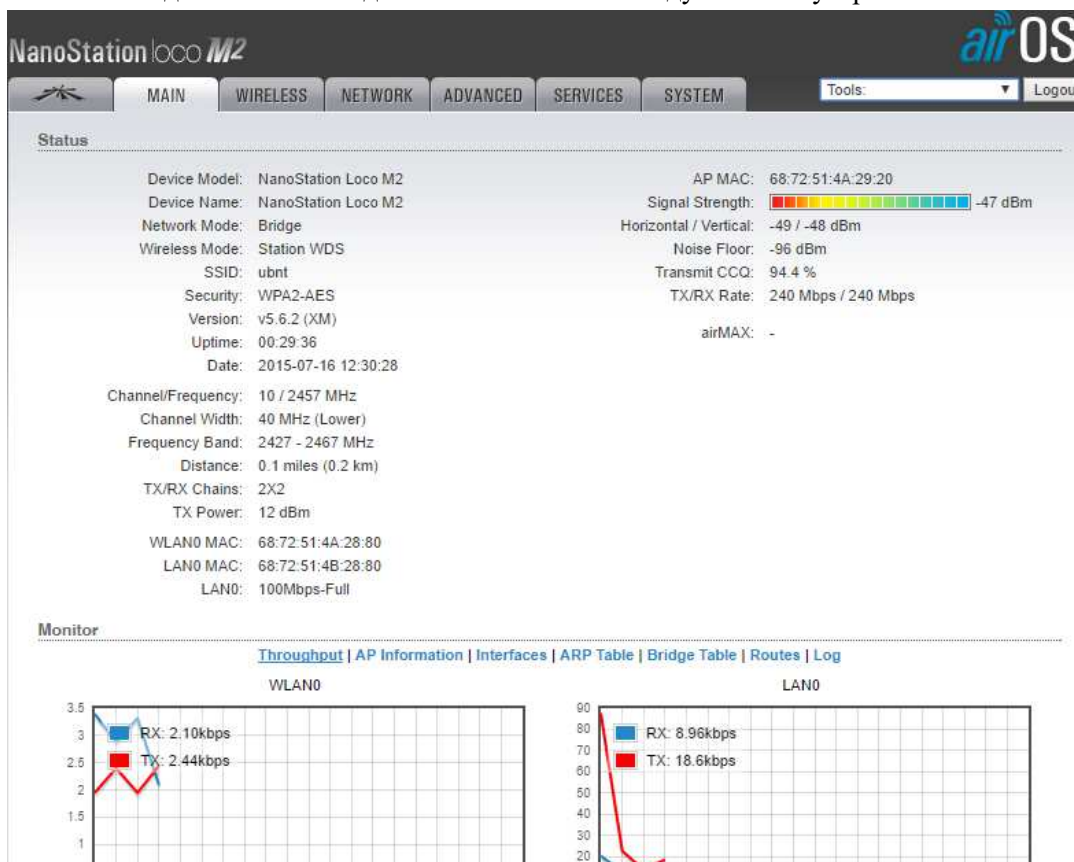 NanoStation loco M2
air OS
MAIN WIRELESS NETWORK ADVANCED SERVICES SYSTEM Tools: Logou
Status
Device Model: NanoStation Loco M2
Device Name: NanoStation Loco M2
Network Mode: Bridge
Wireless Mode: Station WDS
SSID: ubnt
Security: WPA2-AES
Version: v5.6.2 (XM)
Uptime: 00:29:36
Date: 2015-07-16 12:30:28
Channel/Frequency: 10 / 2457 MHz
Channel Width: 40 MHz (Lower)
Frequency Band: 2427 - 2467 MHz
Distance: 0.1 miles (0.2 km)
TX/RX Chains: 2X2
TX Power: 12 dBm
WLAN0 MAC: 68:72:51:4A:28:80
LAN0 MAC: 68:72:51:4B:28:80
LAN0: 100Mbps-Full
AP MAC: 68:72:51:4A:29:20
Signal Strength: -47 dBm
Horizontal / Vertical: -49 / -48 dBm
Noise Floor: -96 dBm
Transmit CCQ: 94.4 %
TX/RX Rate: 240 Mbps / 240 Mbps
airMAX: -
Monitor
Throughput | AP Information | Interfaces | ARP Table | Bridge Table | Routes | Log
WLAN0
3.5
3
2.5
2
1.5
1
RX: 2.10kbps
TX: 2.44kbps
LAN0
90
80
70
60
50
40
30
20
RX: 8.96kbps
TX: 18.6kbps